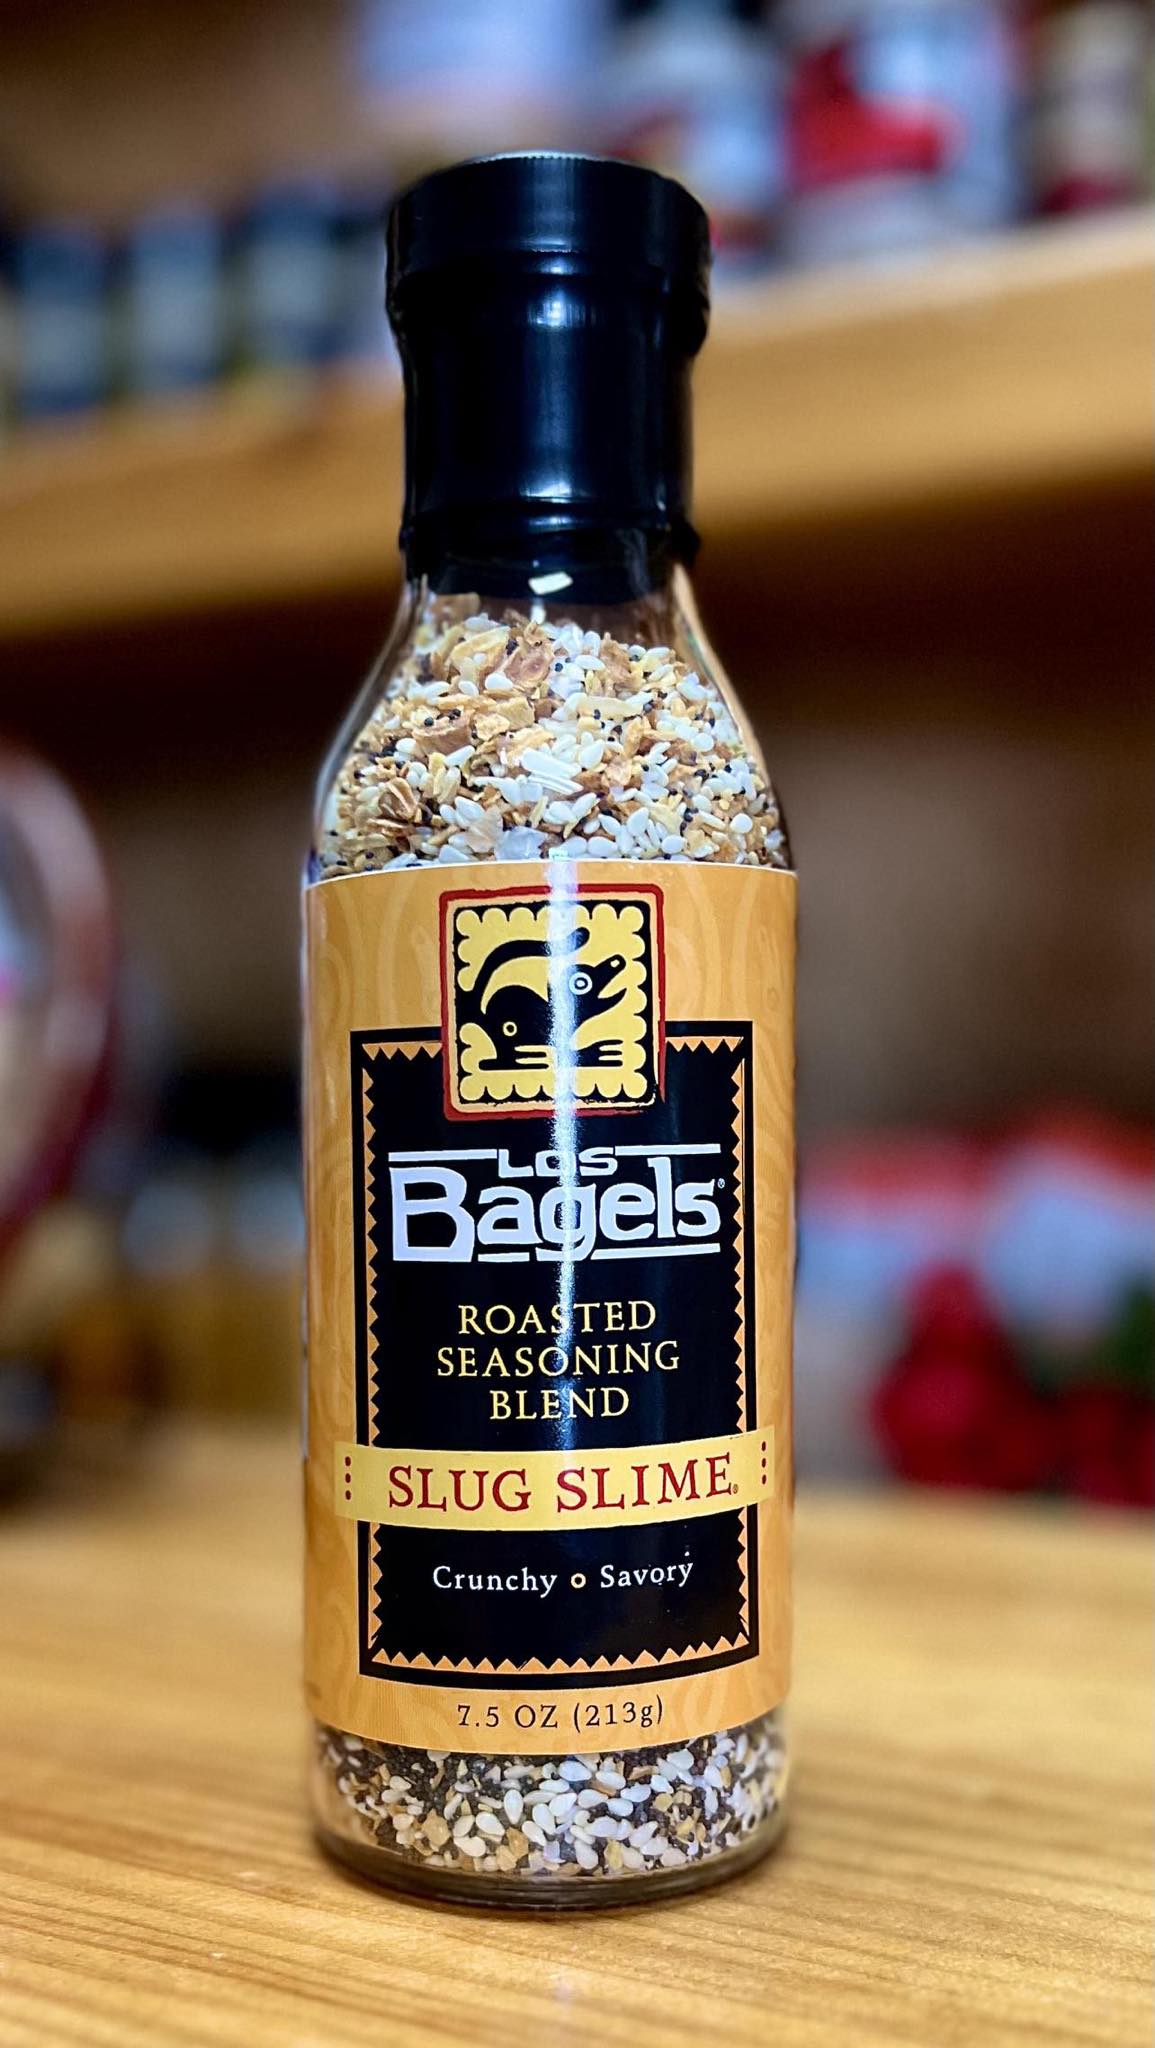 Los
Bagels®
ROASTED
SEASONING
BLEND
SLUG SLIME®
Crunchy o Savory
7.5 OZ (213g)